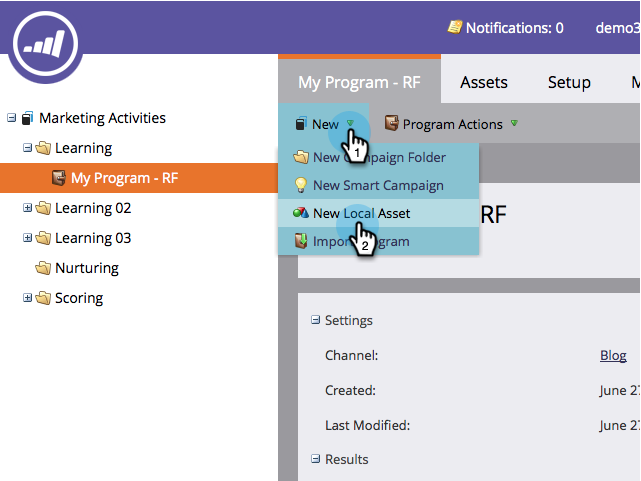 Notifications: 0 demo3
My Program - RF Assets Setup M
Marketing Activities
Learning
My Program - RF
Learning 02
Learning 03
Nurturing
Scoring
New Program Actions
1
New Campaign Folder
New Smart Campaign
New Local Asset
2
Import Program
RF
Settings
Channel: Blog
Created: June 27
Last Modified: June 27
Results